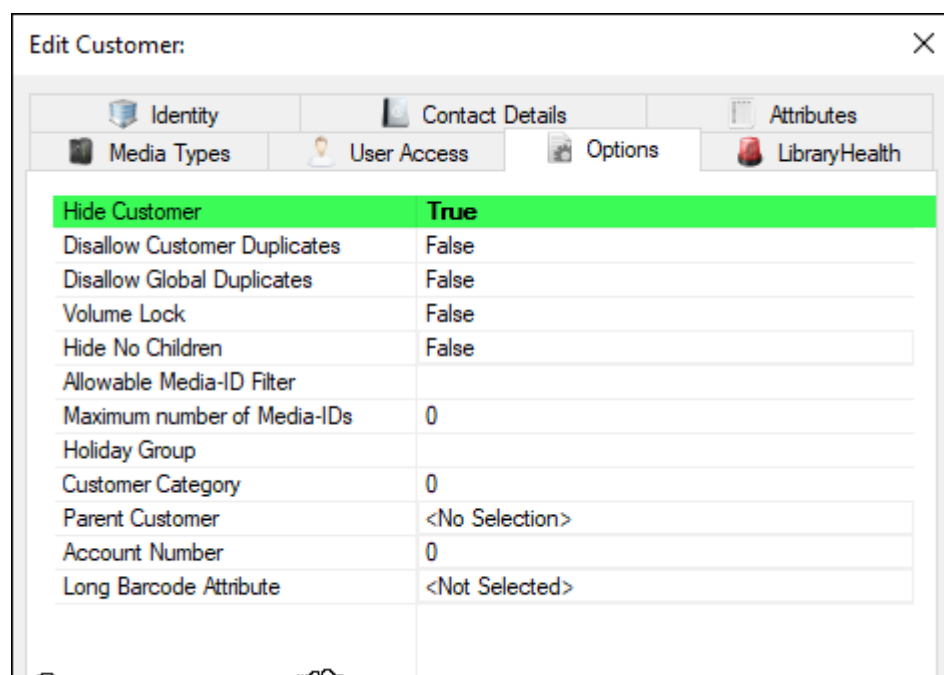 Edit Customer:
Identity Contact Details Attributes
Media Types User Access Options LibraryHealth
Hide Customer True
Disallow Customer Duplicates False
Disallow Global Duplicates False
Volume Lock False
Hide No Children False
Allowable Media-ID Filter
Maximum number of Media-IDs 0
Holiday Group
Customer Category 0
Parent Customer <No Selection>
Account Number 0
Long Barcode Attribute <Not Selected>